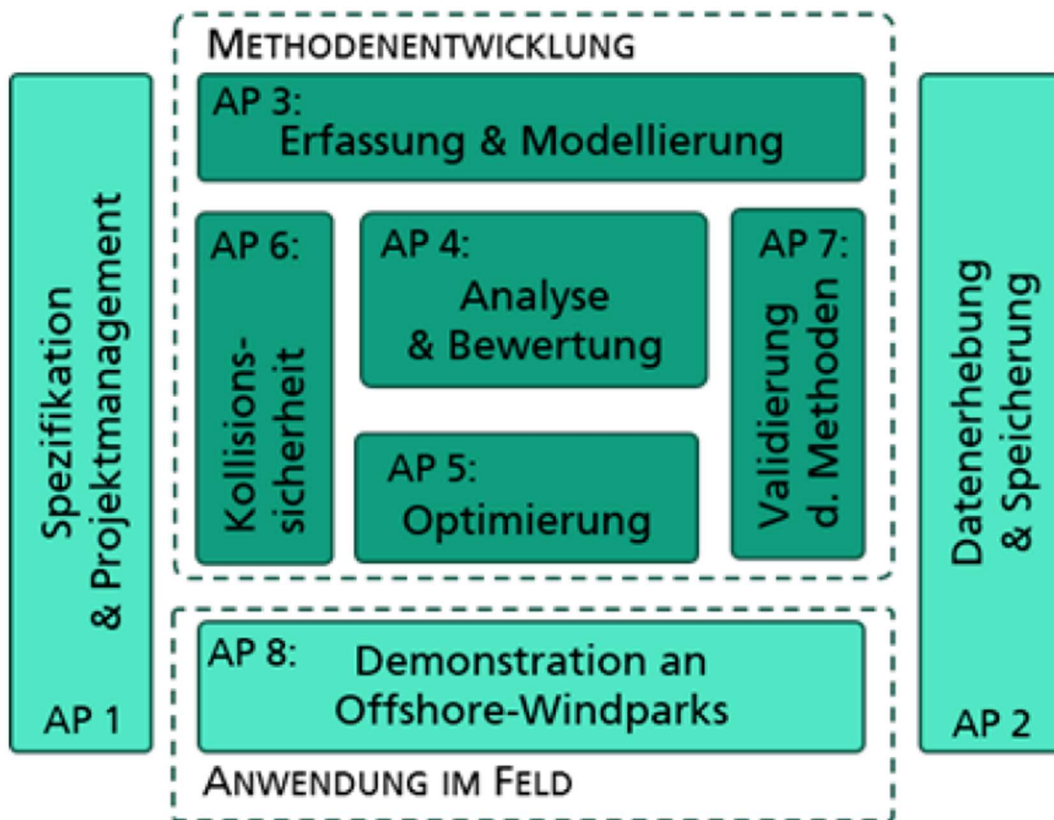 METHODENENTWICKLUNG
AP 3:
Erfassung & Modellierung
AP 6:
Kollisions-
sicherheit
AP 4:
Analyse
& Bewertung
AP 5:
Optimierung
AP 7:
Validierung
d. Methoden
Spezifikation
& Projektmanagement
AP 1
Datenerhebung
& Speicherung
AP 2
AP 8:
Demonstration an
Offshore-Windparks
ANWENDUNG IM FELD